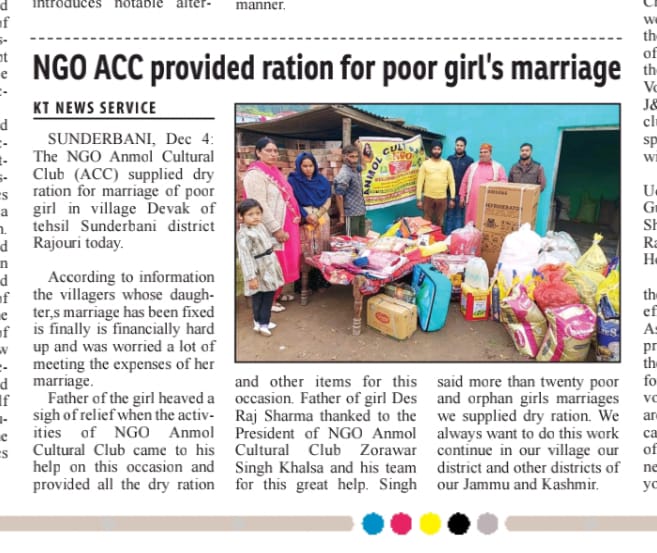 introduces notable alter-
manner.
NGO ACC provided ration for poor girl's marriage
KT NEWS SERVICE
SUNDERBANI, Dec 4:
The NGO Anmol Cultural
Club (ACC) supplied dry
ration for marriage of poor
girl in village Devak of
tehsil Sunderbani district
Rajouri today.
According to information
the villagers whose daugh-
ter,s marriage has been fixed
is finally is financially hard
up and was worried a lot of
meeting the expenses of her
marriage.
Father of the girl heaved a
sigh of relief when the activ-
ities of NGO Anmol
Cultural Club came to his
help on this occasion and
provided all the dry ration
ANMOL CULTURAL
REFRIGERATOR
and other items for this
occasion. Father of girl Des
Raj Sharma thanked to the
President of NGO Anmol
Cultural Club Zorawar
Singh Khalsa and his team
for this great help. Singh
said more than twenty poor
and orphan girls marriages
we supplied dry ration. We
always want to do this work
continue in our village our
district and other districts of
our Jammu and Kashmir.